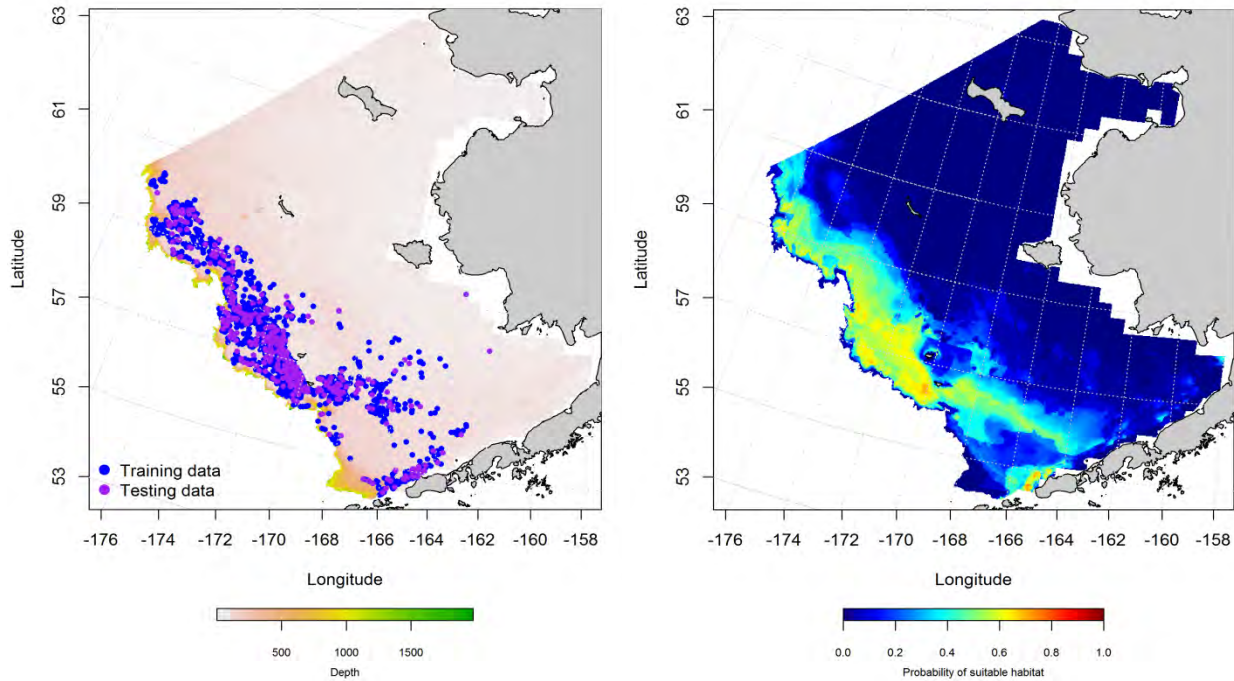 63
61
59
57
55
53
Latitude
Training data
Testing data
-176 -174 -172 -170 -168 -166 -164 -162 -160 -158
Longitude
500 1000 1500
Depth
63
61
59
57
55
53
Latitude
-176 -174 -172 -170 -168 -166 -164 -162 -160 -158
Longitude
0.0 0.2 0.4 0.6 0.8 1.0
Probability of suitable habitat